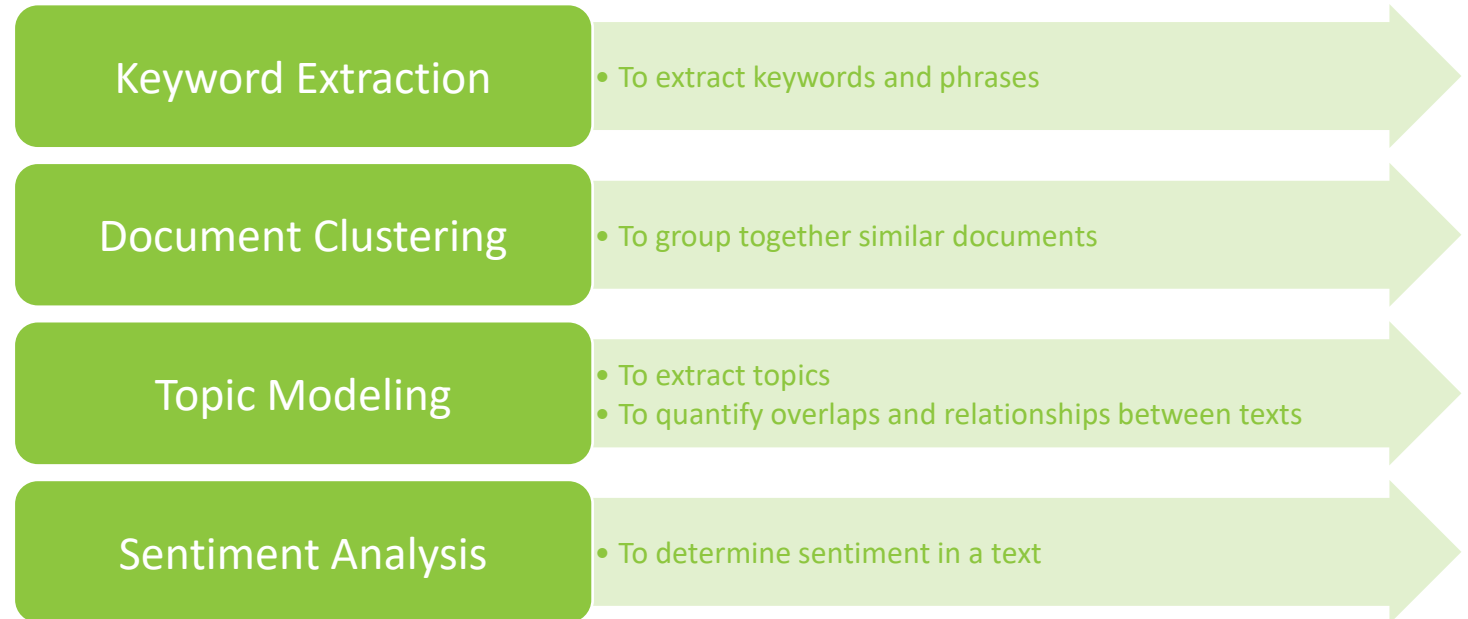 Keyword Extraction
• To extract keywords and phrases
Document Clustering
• To group together similar documents
Topic Modeling
• To extract topics
• To quantify overlaps and relationships between texts
Sentiment Analysis
• To determine sentiment in a text